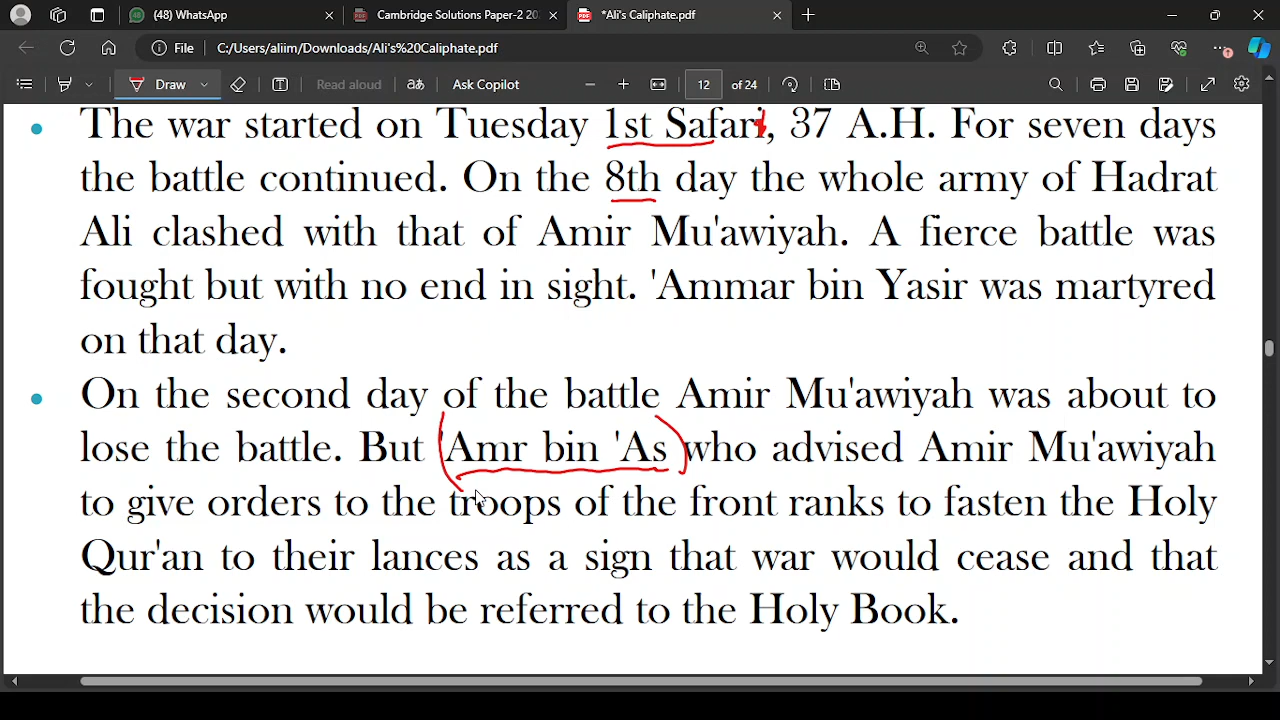 (48) WhatsApp
Cambridge Solutions Paper-2 20
*Ali's Caliphate.pdf
File C:/Users/aliim/Downloads/Ali's%20Caliphate.pdf
Draw
Read aloud
aあ
Ask Copilot
12 of 24
The war started on Tuesday 1st Safari, 37 A.H. For seven days
the battle continued. On the 8th day the whole army of Hadrat
Ali clashed with that of Amir Mu'awiyah. A fierce battle was
fought but with no end in sight. 'Ammar bin Yasir was martyred
on that day.
• On the second day of the battle Amir Mu'awiyah was about to
lose the battle. But 'Amr bin 'As who advised Amir Mu'awiyah
to give orders to the troops of the front ranks to fasten the Holy
Qur'an to their lances as a sign that war would cease and that
the decision would be referred to the Holy Book.